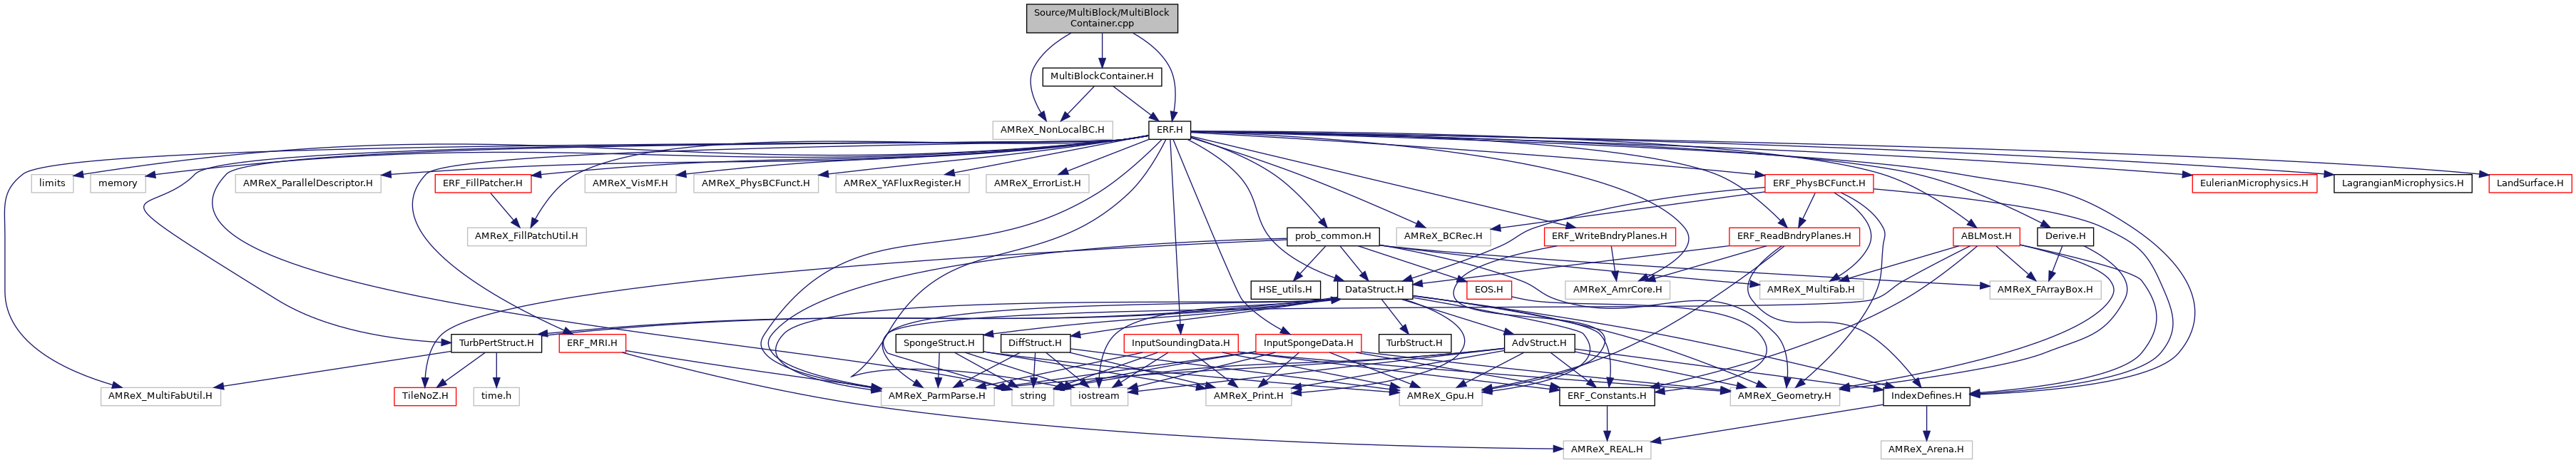 Source/MultiBlock/MultiBlock
Container.cpp
MultiBlockContainer.H
AMReX_NonLocalBC.H
ERF.H
limits
memory
AMReX_ParallelDescriptor.H
ERF_FillPatcher.H
AMReX_VisMF.H
AMReX_PhysBCFunct.H
AMReX_YAFluxRegister.H
AMReX_ErrorList.H
ERF_PhysBCFunct.H
EulerianMicrophysics.H
LagrangianMicrophysics.H
LandSurface.H
AMReX_FillPatchUtil.H
prob_common.H
AMReX_BCRec.H
ERF_WriteBndryPlanes.H
ERF_ReadBndryPlanes.H
ABLMost.H
Derive.H
HSE_utils.H
DataStruct.H
EOS.H
AMReX_AmrCore.H
AMReX_MultiFab.H
AMReX_FArrayBox.H
TurbPertStruct.H
ERF_MRI.H
SpongeStruct.H
DiffStruct.H
InputSoundingData.H
InputSpongeData.H
TurbStruct.H
AdvStruct.H
AMReX_MultiFabUtil.H
TileNoZ.H
time.h
AMReX_ParmParse.H
string
iostream
AMReX_Print.H
AMReX_Gpu.H
ERF_Constants.H
AMReX_Geometry.H
IndexDefines.H
AMReX_REAL.H
AMReX_Arena.H